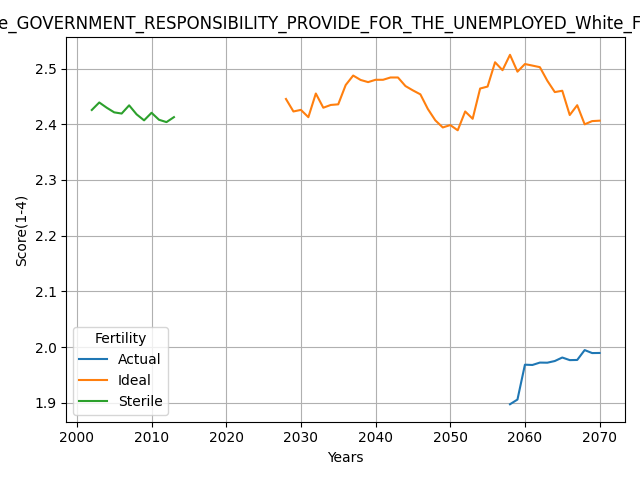 e_GOVERNMENT_RESPONSIBILITY_PROVIDE_FOR_THE_UNEMPLOYED_White_F
2.5
2.4
2.3
2.2
2.1
2.0
1.9
Score(1-4)
Fertility
Actual
Ideal
Sterile
2000 2010 2020 2030 2040 2050 2060 2070
Years